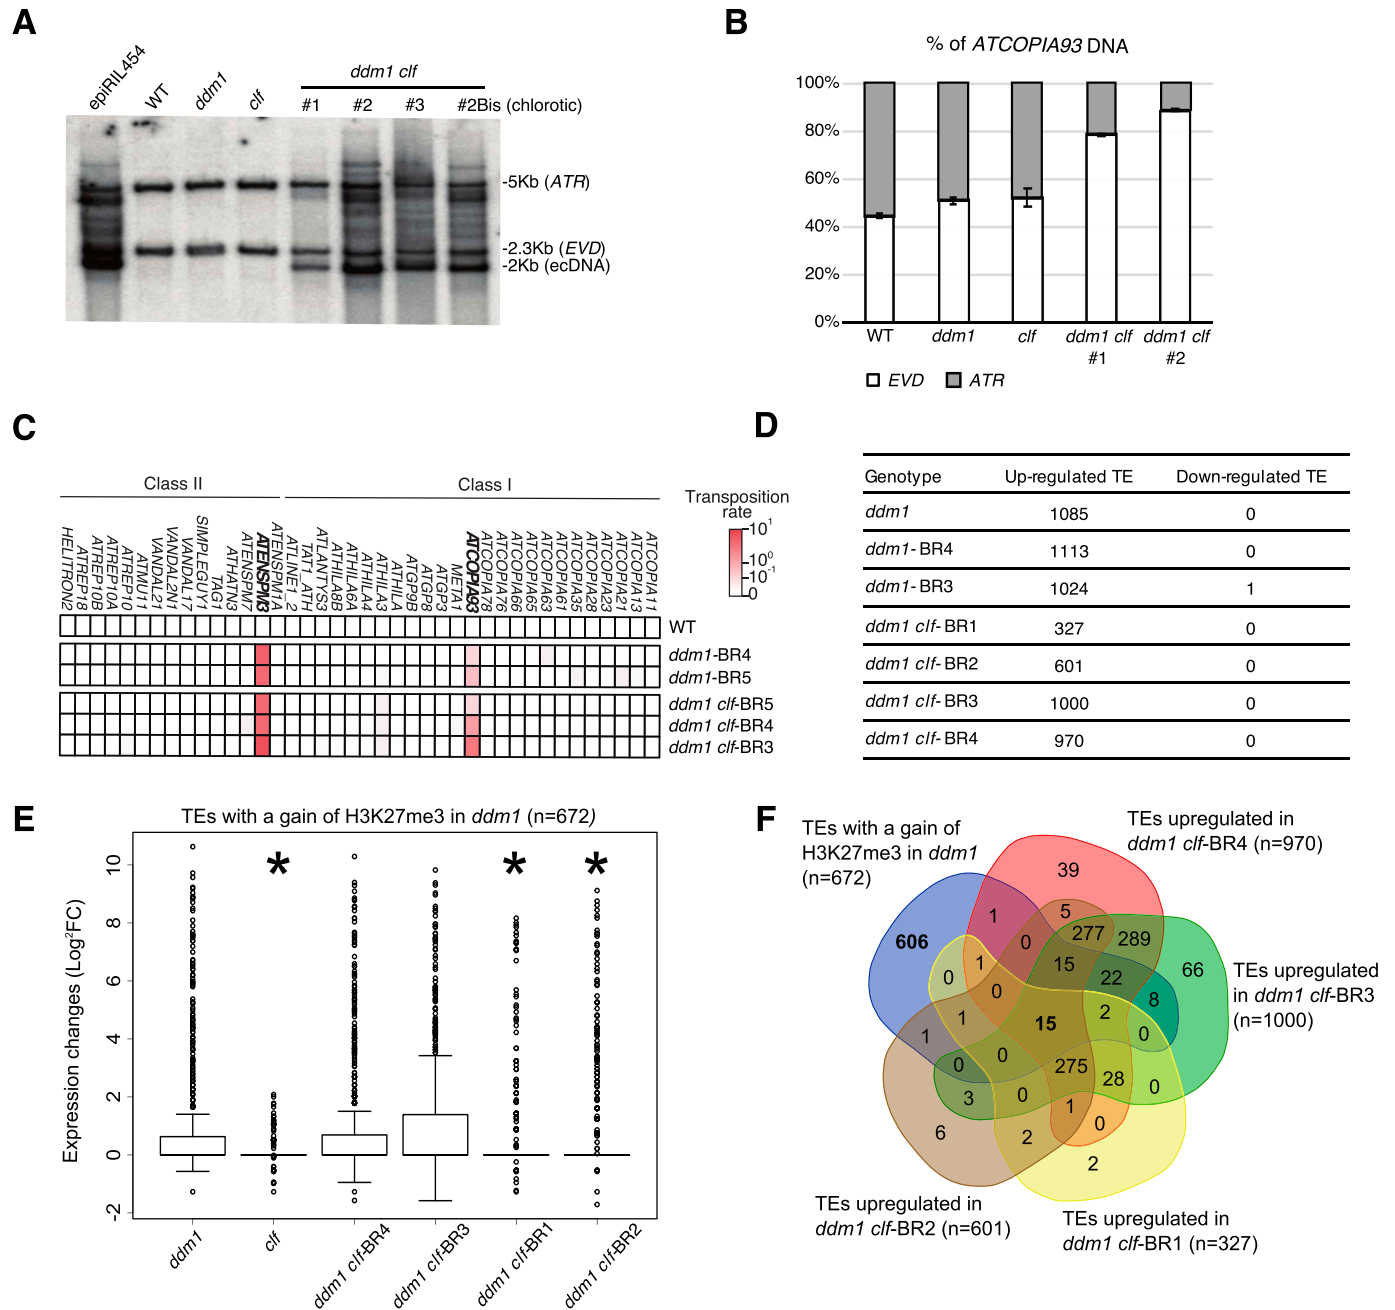 A
epiRIL454
WT
ddm1
clf
ddm1 clf
#1
#2
#3
#2Bis (chlorotic)
-5Kb (ATR)
-2.3Kb (EVD)
-2Kb (ecDNA)
B
% of ATCOPIA93 DNA
100%
80%
60%
40%
20%
0%
WT
ddm1
clf
ddm1 clf
#1
ddm1 clf
#2
EVD
ATR
C
Class II
Class I
HELITRON2
ATREP18
ATREP10B
ATREP10A
ATREP10
ATMU11
VANDAL21
VANDAL2N1
VANDAL17
SIMPLEGUY1
TAG1
ATHATN3
ATENSPM7
ATENSPM3
ATENSPM1A
ATLINE1_2
TAT1_ATH
ATLANTYS3
ATHILA8B
ATHILA6A
ATHILA4
ATHILA3
ATHILA
ATGP9B
ATGP8
ATGP3
META1
ATCOPIA93
ATCOPIA78
ATCOPIA76
ATCOPIA66
ATCOPIA65
ATCOPIA63
ATCOPIA61
ATCOPIA35
ATCOPIA28
ATCOPIA23
ATCOPIA21
ATCOPIA13
ATCOPIA11
Transposition
rate
10¹
10⁰
10⁻¹
0
WT
ddm1-BR4
ddm1-BR5
ddm1 clf-BR5
ddm1 clf-BR4
ddm1 clf-BR3
D
Genotype Up-regulated TE Down-regulated TE
ddm1 1085 0
ddm1-BR4 1113 0
ddm1-BR3 1024 1
ddm1 clf-BR1 327 0
ddm1 clf-BR2 601 0
ddm1 clf-BR3 1000 0
ddm1 clf-BR4 970 0
E
TEs with a gain of H3K27me3 in ddm1 (n=672)
Expression changes (Log²FC)
10
8
6
4
2
0
-2
*
*
*
ddm1
clf
ddm1 clf-BR4
ddm1 clf-BR3
ddm1 clf-BR1
ddm1 clf-BR2
F
TEs with a gain of
H3K27me3 in ddm1
(n=672)
TEs upregulated in
ddm1 clf-BR4 (n=970)
TEs upregulated
in ddm1 clf-BR3
(n=1000)
TEs upregulated in
ddm1 clf-BR2 (n=601)
TEs upregulated in
ddm1 clf-BR1 (n=327)
39
1
5
606
0
277
289
15
66
0
1
22
0
8
1
15
2
0
1
0
275
0
28
0
3
0
1
0
6
2
2